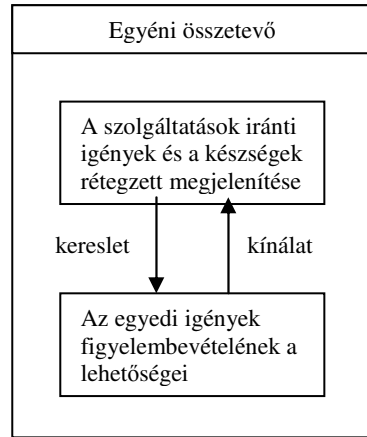 Egyéni összetevő
A szolgáltatások iránti
igények és a készségek
rétegzett megjelenítése
kereslet
kínálat
Az egyedi igények
figyelembevételének a
lehetőségei